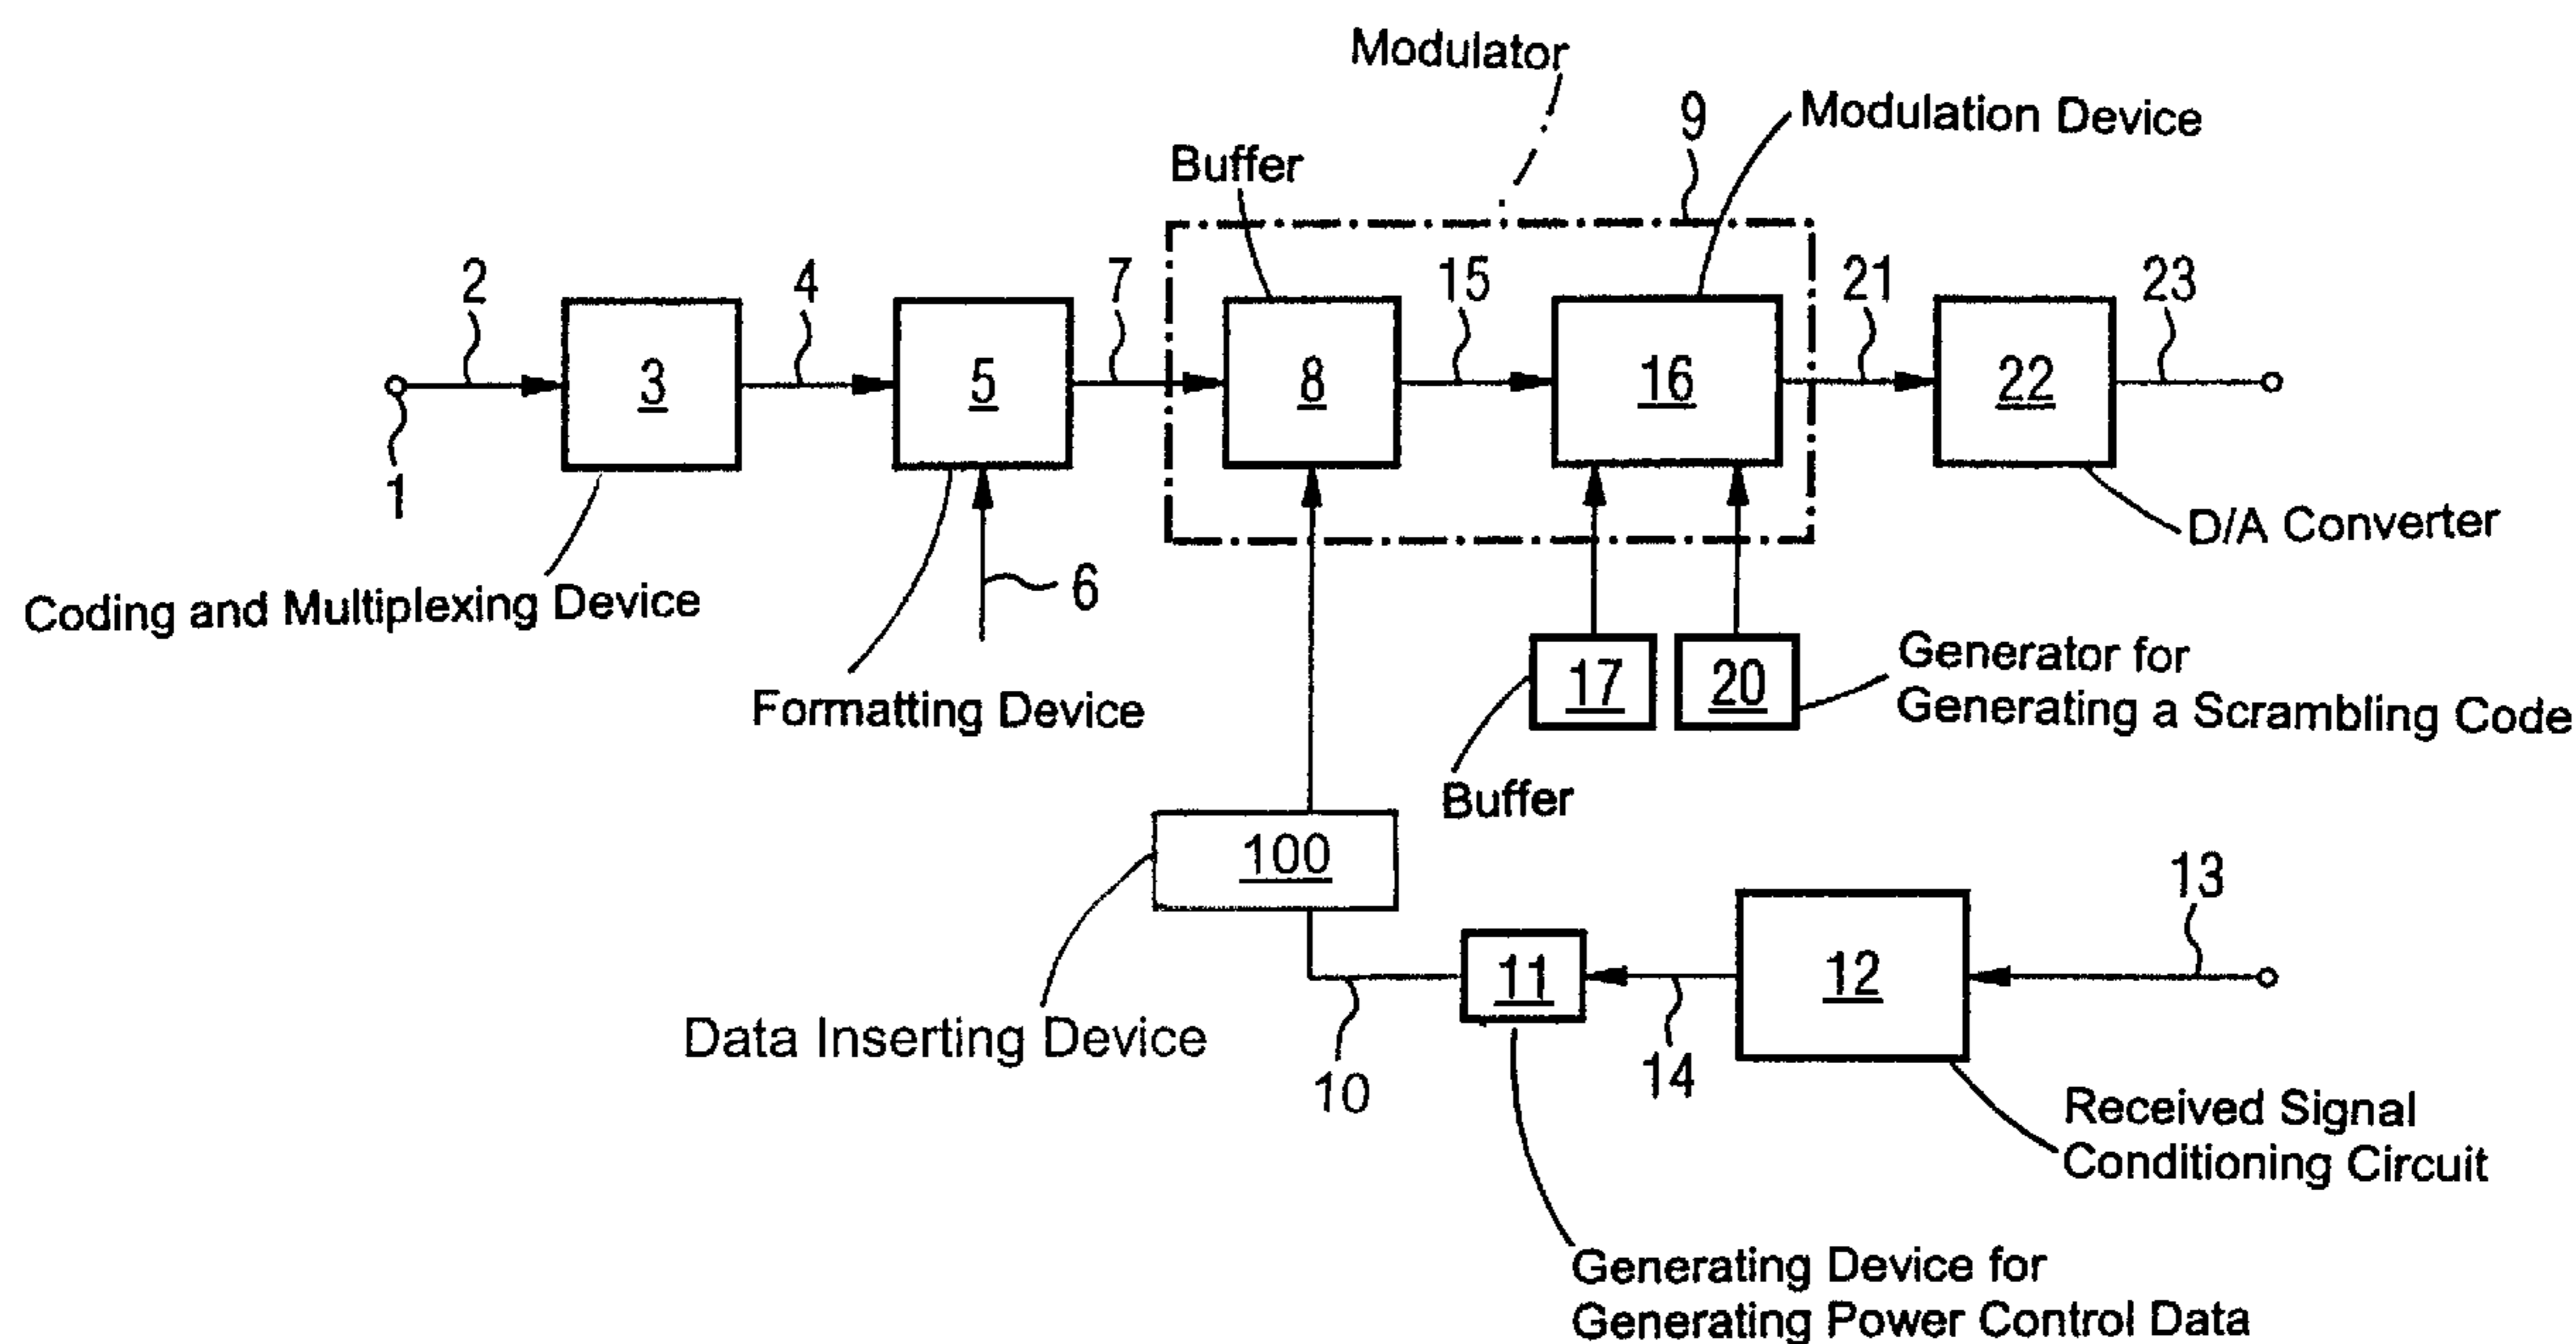 Modulator
9
Modulation Device
Buffer
2
4
7
15
21
23
3
5
8
16
22
1
D/A Converter
6
Coding and Multiplexing Device
Formatting Device
17
20
Generator for
Generating a Scrambling Code
Buffer
100
13
11
12
Data Inserting Device
10
14
Received Signal
Conditioning Circuit
Generating Device for
Generating Power Control Data